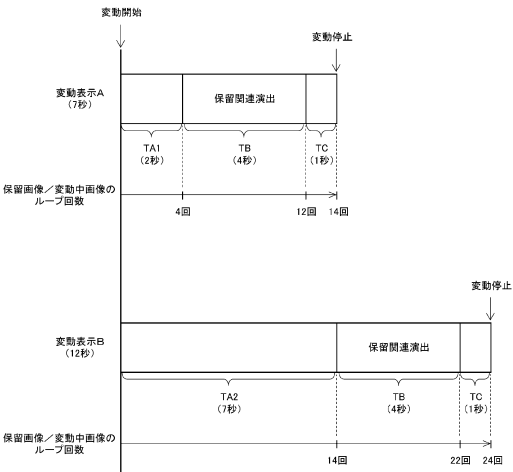 変動開始
変動停止
変動表示A
(7秒)
保留関連演出
TA1
(2秒)
TB
(4秒)
TC
(1秒)
保留画像/変動中画像の
ループ回数
4回
12回
14回
変動停止
変動表示B
(12秒)
保留関連演出
TA2
(7秒)
TB
(4秒)
TC
(1秒)
保留画像/変動中画像の
ループ回数
14回
22回
24回